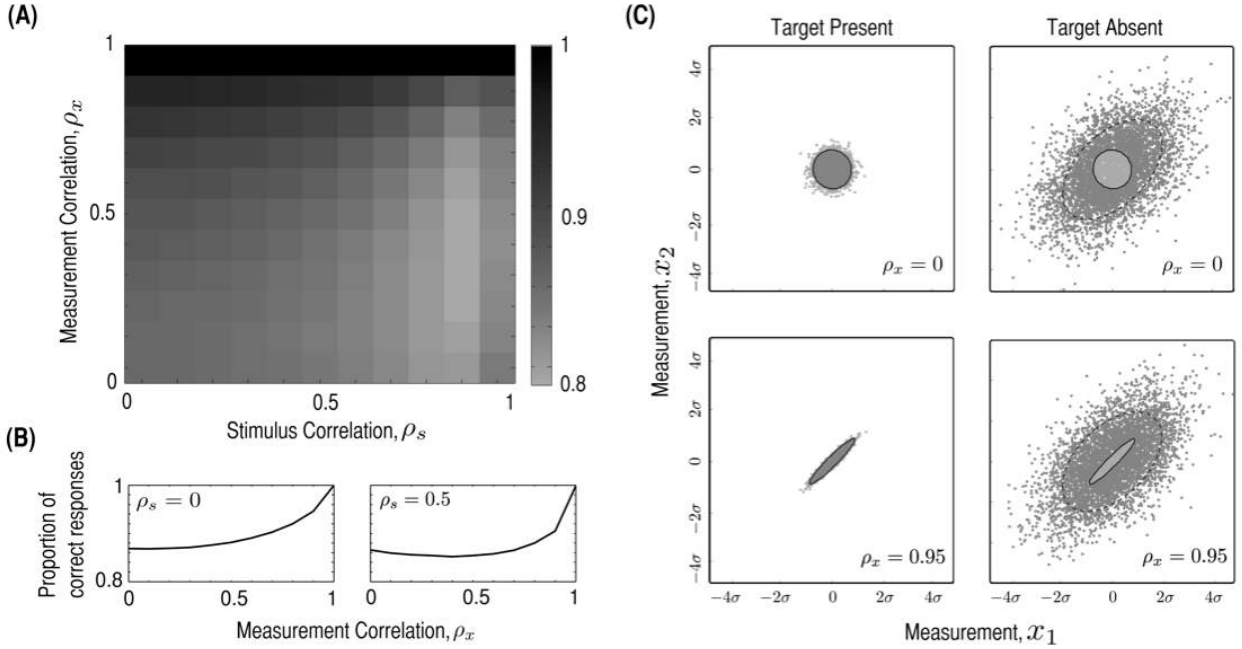 (A)
1
0.5
0
Measurement Correlation, ρx
0
0.5
1
Stimulus Correlation, ρs
1
0.9
0.8
(B)
Proportion of
correct responses
1
0.8
ρs = 0
0
0.5
1
ρs = 0.5
0
0.5
1
Measurement Correlation, ρx
(C)
Target Present
Target Absent
Measurement, x2
4σ
2σ
0
−2σ
−4σ
ρx = 0
ρx = 0
4σ
2σ
0
−2σ
−4σ
ρx = 0.95
ρx = 0.95
−4σ
−2σ
0
2σ
4σ
−4σ
−2σ
0
2σ
4σ
Measurement, x1